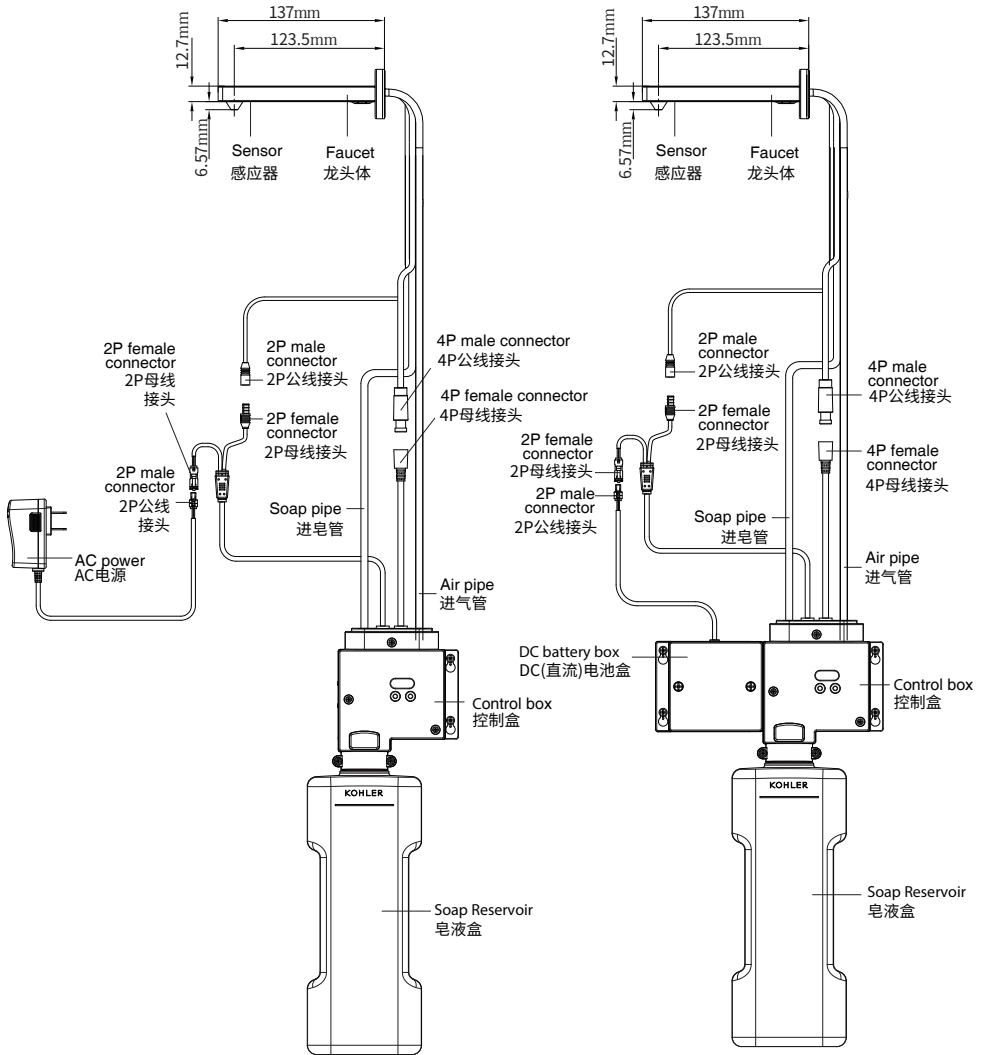 137mm
123.5mm
12.7mm
6.57mm
Sensor
感应器
Faucet
龙头体
2P female
connector
2P母线
接头
2P male
connector
2P公线接头
4P male connector
4P公线接头
4P female connector
4P母线接头
2P female
connector
2P母线接头
2P male
connector
2P公线
接头
Soap pipe
进皂管
AC power
AC电源
Air pipe
进气管
Control box
控制盒
KOHLER
Soap Reservoir
皂液盒
137mm
123.5mm
12.7mm
6.57mm
Sensor
感应器
Faucet
龙头体
2P male
connector
2P公线接头
4P male
connector
4P公线接头
2P female
connector
2P母线接头
2P female
connector
2P母线接头
4P female
connector
4P母线接头
2P male
connector
2P公线接头
Soap pipe
进皂管
Air pipe
进气管
DC battery box
DC(直流)电池盒
Control box
控制盒
KOHLER
Soap Reservoir
皂液盒